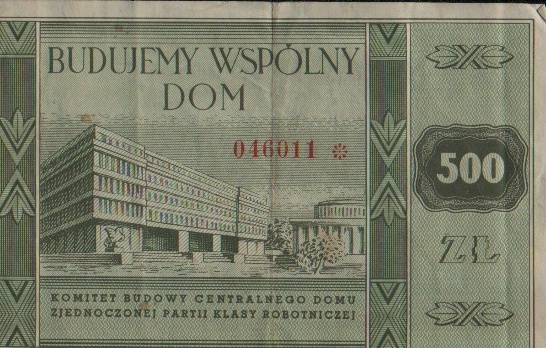 BUDUJEMY WSPÓLNY
DOM
046011 *
500
ZŁ
KOMITET BUDOWY CENTRALNEGO DOMU
ZJEDNOCZONEJ PARTII KLASY ROBOTNICZEJ